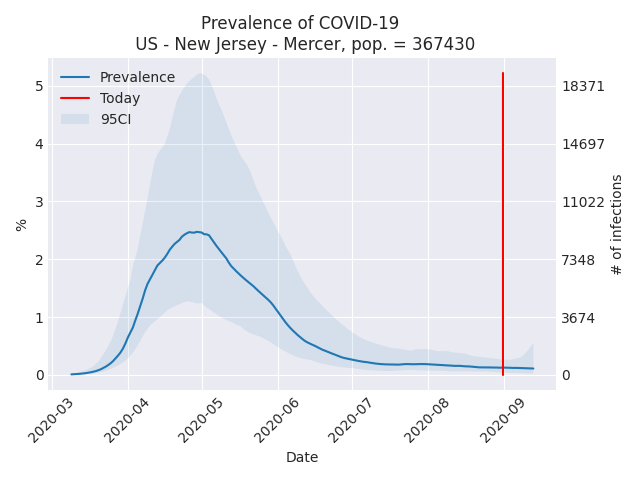 Prevalence of COVID-19
US - New Jersey - Mercer, pop. = 367430
Prevalence
Today
95CI
5
4
3
2
1
0
%
18371
14697
11022
7348
3674
0
# of infections
2020-03
2020-04
2020-05
2020-06
2020-07
2020-08
2020-09
Date